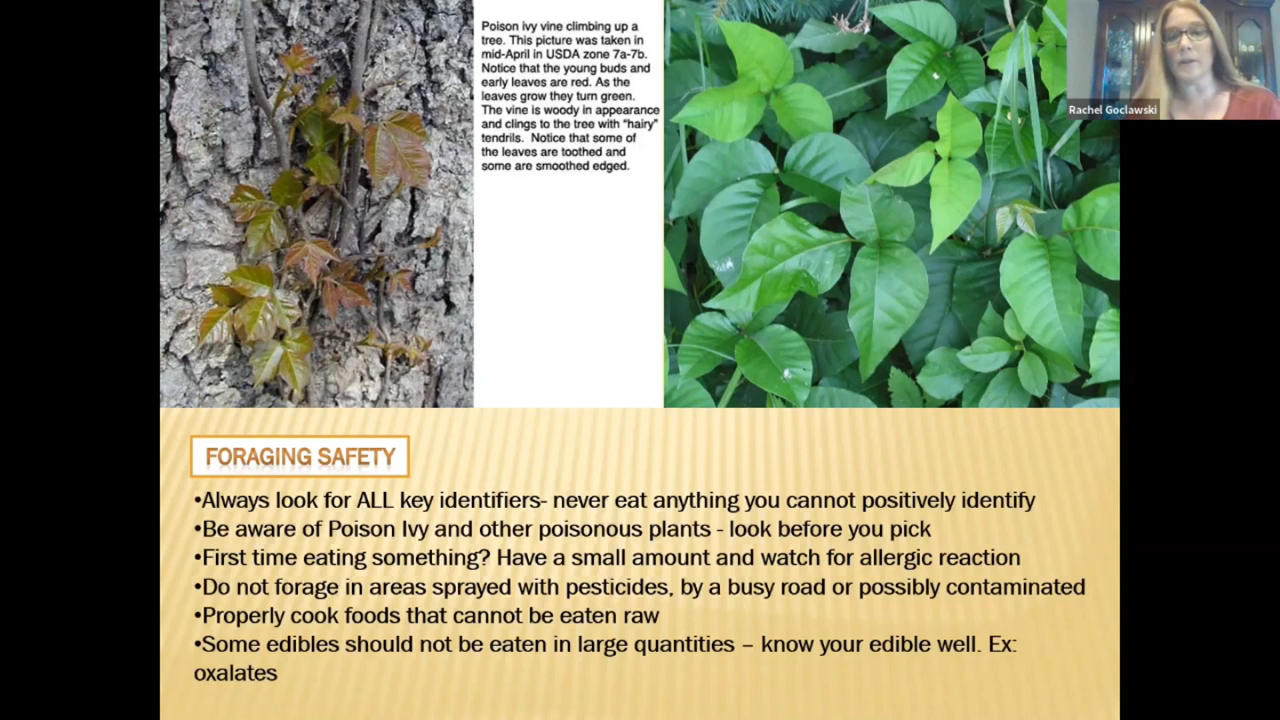 Poison ivy vine climbing up a
tree. This picture was taken in
mid-April in USDA zone 7a-7b.
Notice that the young buds and
early leaves are red. As the
leaves grow they turn green.
The vine is woody in appearance
and clings to the tree with "hairy"
tendrils. Notice that some of
the leaves are toothed and
some are smoothed edged.
Rachel Goclawski
FORAGING SAFETY
•Always look for ALL key identifiers- never eat anything you cannot positively identify
•Be aware of Poison Ivy and other poisonous plants - look before you pick
•First time eating something? Have a small amount and watch for allergic reaction
•Do not forage in areas sprayed with pesticides, by a busy road or possibly contaminated
•Properly cook foods that cannot be eaten raw
•Some edibles should not be eaten in large quantities – know your edible well. Ex:
oxalates